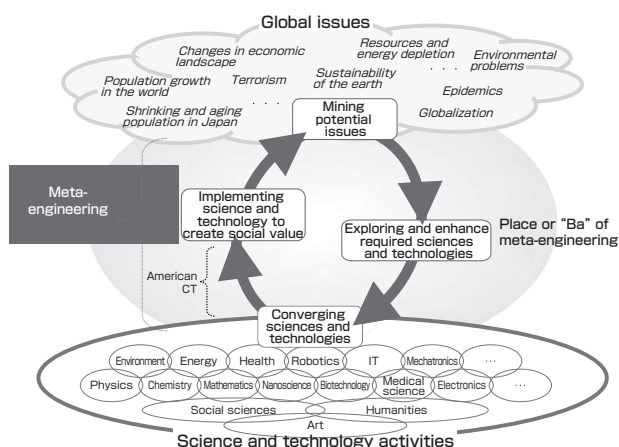 Global issues
Changes in economic
landscape
Resources and
energy depletion
Environmental
problems
· · ·
Population growth
in the world
Terrorism
Sustainability
of the earth
Epidemics
· · ·
Shrinking and aging
population in Japan
Globalization
Mining
potential
issues
Meta-
engineering
Implementing
science and
technology to
create social value
Exploring and enhance
required sciences
and technologies
Place or “Ba” of
meta-engineering
American
CT
Converging
sciences and
technologies
Environment
Energy
Health
Robotics
IT
Mechatronics
···
Physics
Chemistry
Mathematics
Nanoscience
Biotechnology
Medical
science
Electronics
···
Social sciences
Humanities
Art
Science and technology activities